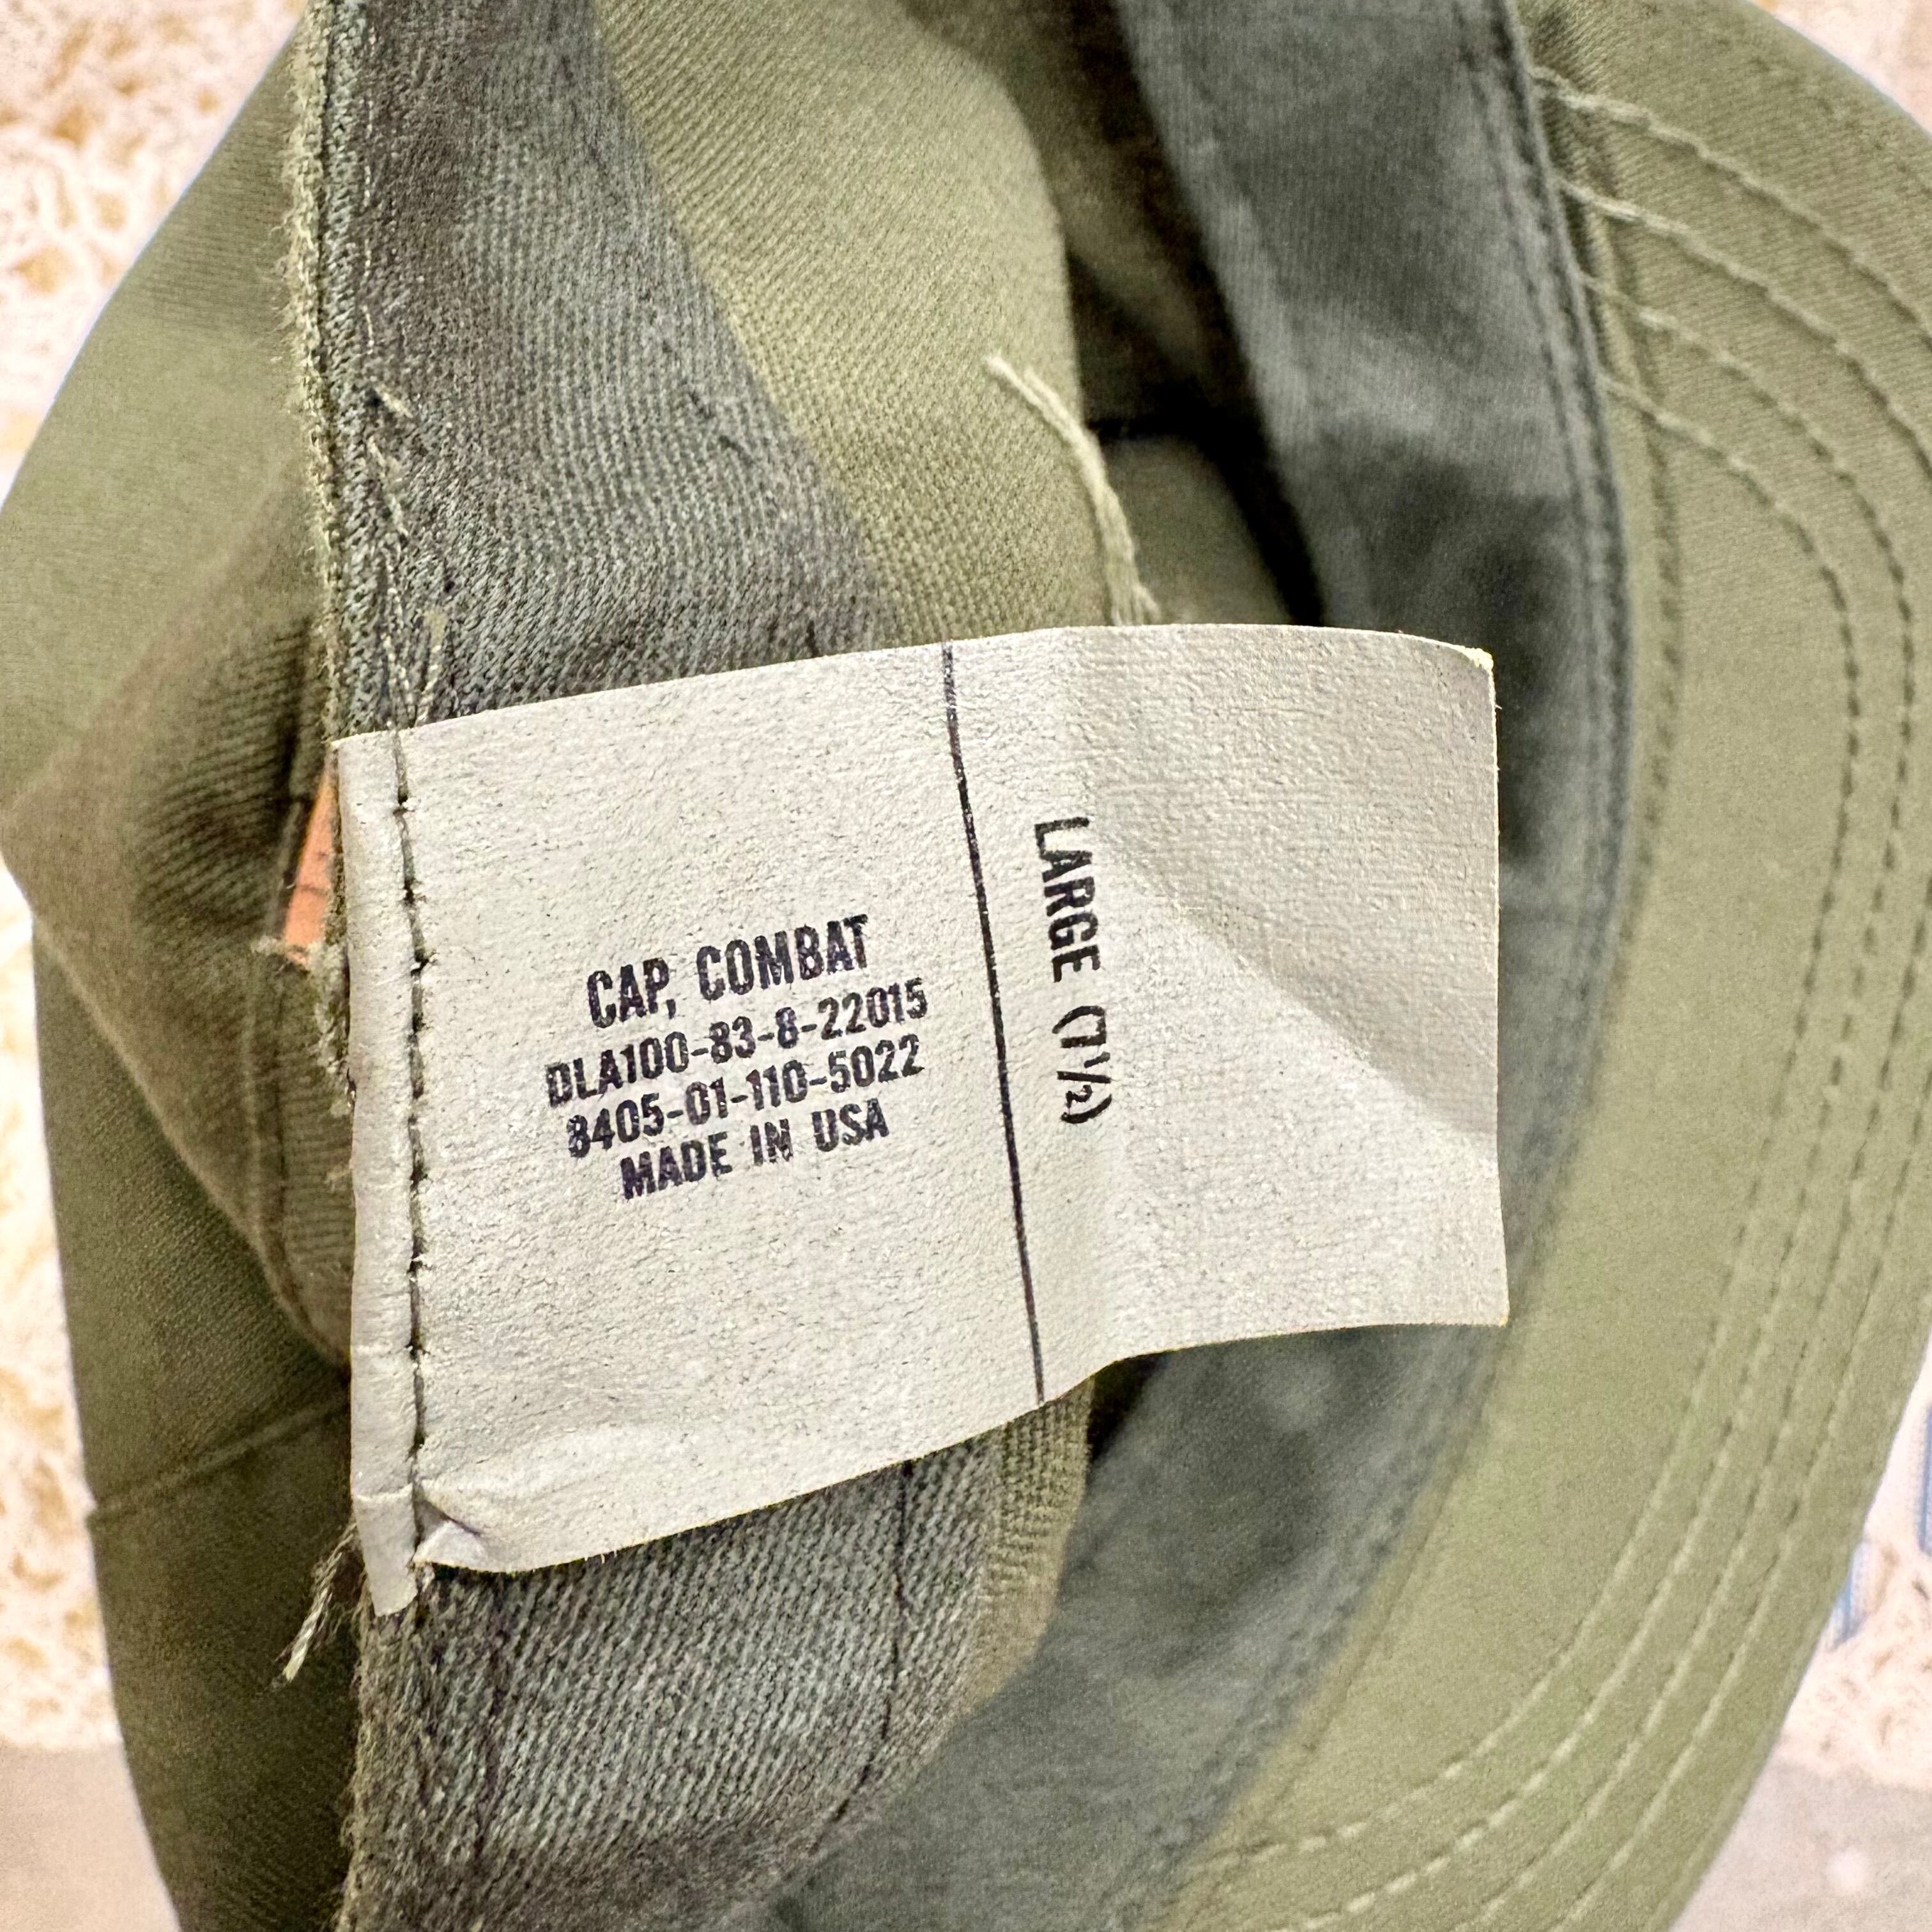 CAP, COMBAT
DLA100-83-8-22015
8405-01-110-5022
MADE IN USA
LARGE (7½)